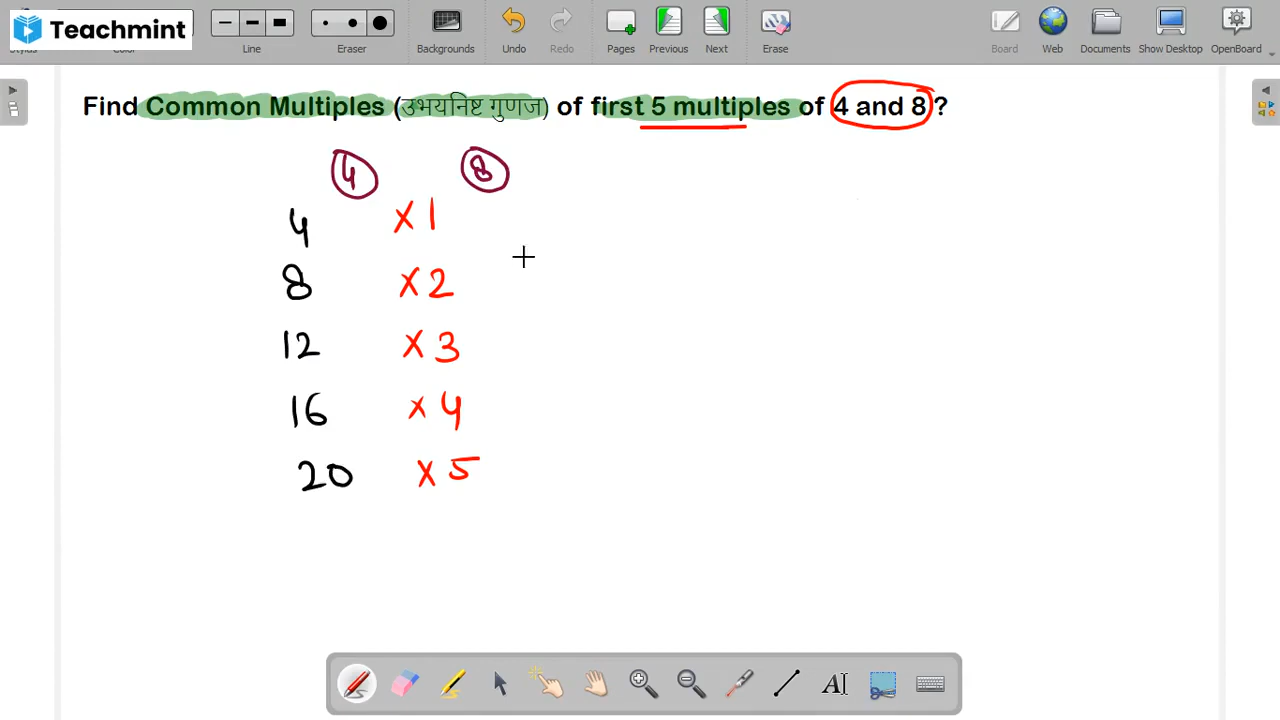 Teachmint
Line Eraser Backgrounds Undo Redo Pages Previous Next Erase Board Web Documents Show Desktop OpenBoard
Find Common Multiples (उभयनिष्ट गुणज) of first 5 multiples of 4 and 8 ?
4 8
4 × 1
8 × 2
12 × 3
16 × 4
20 × 5